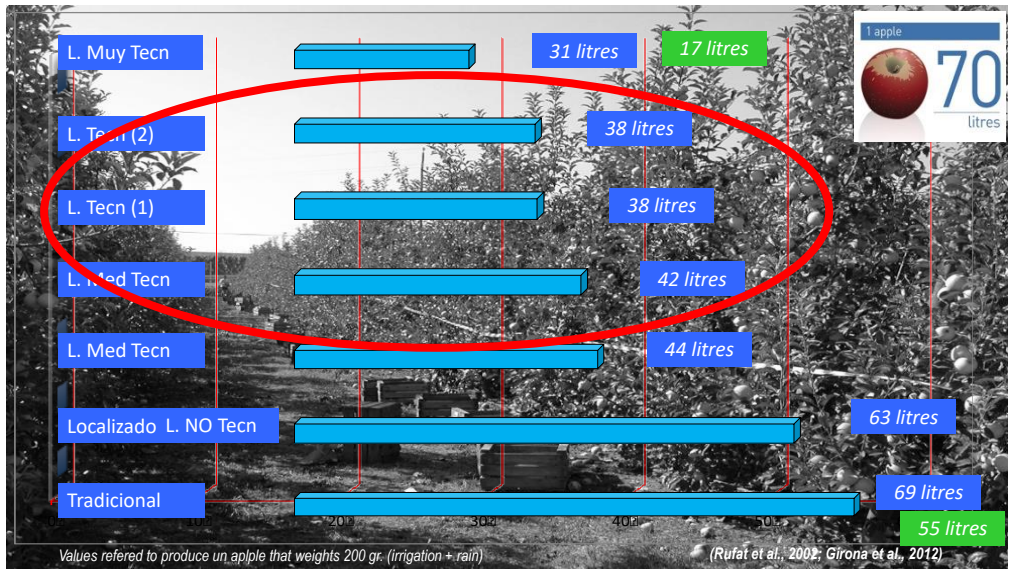 L. Muy Tecn
31 litres
17 litres
1 apple
70
litres
L. Tecn (2)
38 litres
L. Tecn (1)
38 litres
L. Med Tecn
42 litres
L. Med Tecn
44 litres
Localizado L. NO Tecn
63 litres
Tradicional
69 litres
0 10 20 30 40 50
55 litres
Values refered to produce un aplple that weights 200 gr. (irrigation + rain)
(Rufat et al., 2002; Girona et al., 2012)